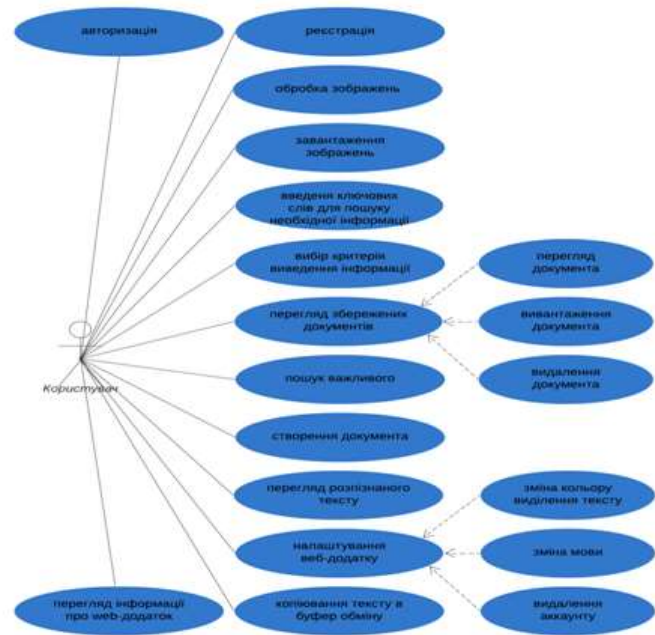 авторизація
реєстрація
обробка зображень
завантаження
зображень
введеня ключових
слів для пошуку
необхідної інформації
вибір критерія
виведення інформації
перегляд збережених
документів
перегляд
документа
вивантаження
документа
видалення
документа
Користувач
пошук важливого
створення документа
перегляд розпізнаного
тексту
налаштування
веб-додатку
зміна кольору
виділення тексту
зміна мови
видалення
аккаунту
перегляд інформації
про web-додаток
копіювання тексту в
буфер обміну